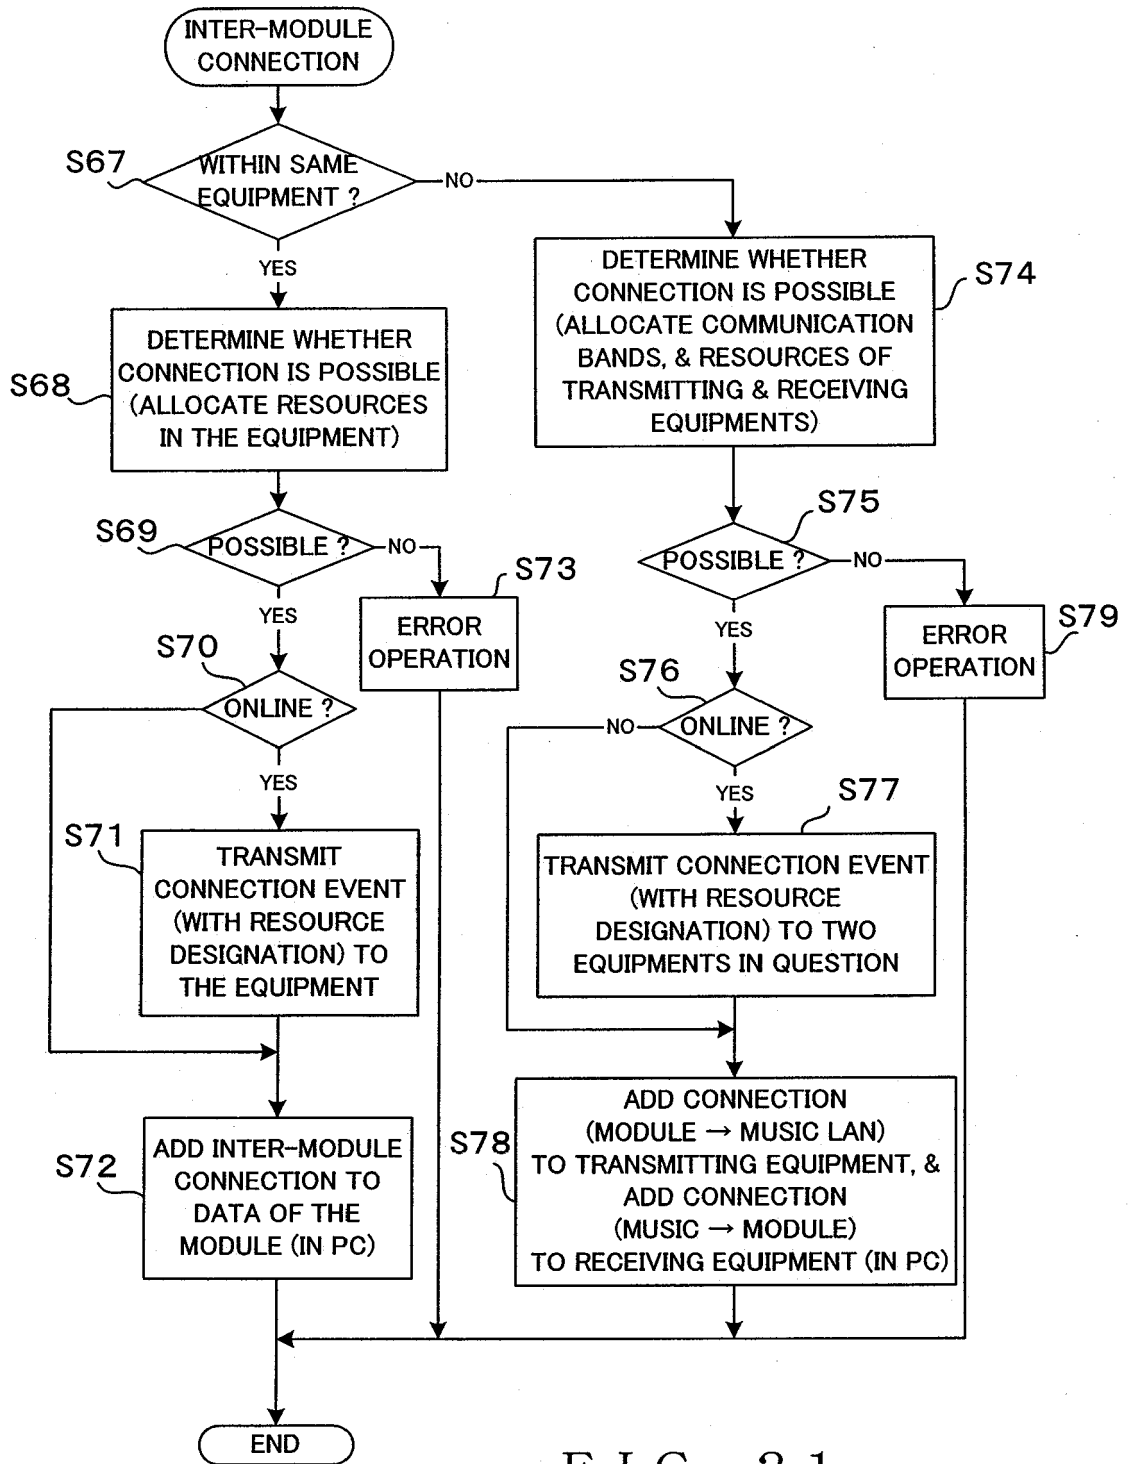 INTER-MODULE
CONNECTION
S67
WITHIN SAME
EQUIPMENT ?
NO
YES
DETERMINE WHETHER
CONNECTION IS POSSIBLE
(ALLOCATE RESOURCES
IN THE EQUIPMENT)
S68
S69
POSSIBLE ?
NO
YES
S73
ERROR
OPERATION
S70
ONLINE ?
YES
S71
TRANSMIT
CONNECTION EVENT
(WITH RESOURCE
DESIGNATION) TO
THE EQUIPMENT
S72
ADD INTER-MODULE
CONNECTION TO
DATA OF THE
MODULE (IN PC)
DETERMINE WHETHER
CONNECTION IS POSSIBLE
(ALLOCATE COMMUNICATION
BANDS, & RESOURCES OF
TRANSMITTING & RECEIVING
EQUIPMENTS)
S74
S75
POSSIBLE ?
NO
YES
S79
ERROR
OPERATION
S76
NO
ONLINE ?
YES
S77
TRANSMIT CONNECTION EVENT
(WITH RESOURCE
DESIGNATION) TO TWO
EQUIPMENTS IN QUESTION
S78
ADD CONNECTION
(MODULE → MUSIC LAN)
TO TRANSMITTING EQUIPMENT, &
ADD CONNECTION
(MUSIC → MODULE)
TO RECEIVING EQUIPMENT (IN PC)
END